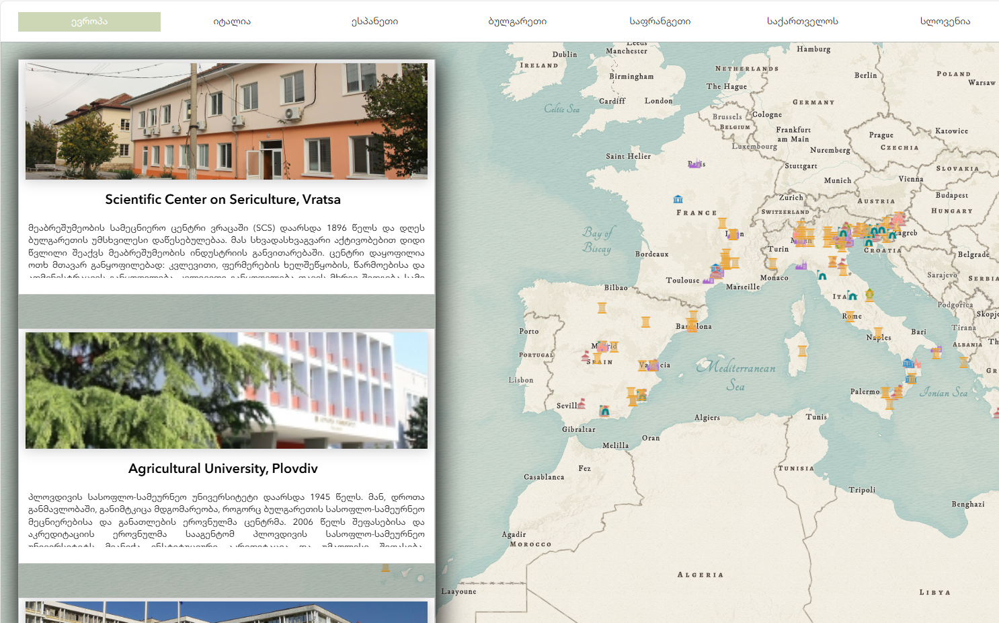 ევროპა
იტალია
ესპანეთი
ბულგარეთი
საფრანგეთი
საქართველოს
სლოვენია
Scientific Center on Sericulture, Vratsa
მეაბრეშუმეობის სამეცნიერო ცენტრი ვრაცაში (SCS) დაარსდა 1896 წელს და დღეს
ბულგარეთის უმსხვილესი დაწესებულებაა. მას სხვადასხვაგვარი აქტივობებით დიდი
წვლილი შეაქვს მეაბრეშუმეობის ინდუსტრიის განვითარებაში. ცენტრი დაყოფილია
ოთხ მთავარ განყოფილებად: კვლევითი, ფერმერების ხელშეწყობის, წარმოებისა და
Agricultural University, Plovdiv
პლოვდივის სასოფლო-სამეურნეო უნივერსიტეტი დაარსდა 1945 წელს. მან, დროთა
განმავლობაში, განიმტკიცა მდგომარეობა, როგორც ბულგარეთის სასოფლო-სამეურნეო
მეცნიერებისა და განათლების ეროვნულმა ცენტრმა. 2006 წელს შეფასებისა და
აკრედიტაციის ეროვნულმა სააგენტომ პლოვდივის სასოფლო-სამეურნეო
Leeds
Manchester
Dublin
IRELAND
Birmingham
Cardiff
London
Celtic Sea
Hamburg
NETHERLANDS
The Hague
Berlin
POLAND
Warsaw
GERMANY
Brussels
BELGIUM
Cologne
Luxembourg
Frankfurt
am Main
Prague
CZECHIA
Katowice
Nuremberg
Saint Helier
Paris
Stuttgart
SLOVAKIA
Munich
Vienna
Zurich
AUSTRIA
Budapest
HUNGARY
FRANCE
SWITZERLAND
Bay of
Biscay
Zagreb
Turin
CROATIA
Bordeaux
Belgrade
Toulouse
Monaco
Marseille
Sarajevo
SERBIA
Bilbao
Podgorica
Rome
Barcelona
Porto
Naples
Bari
Tirana
ALBANIA
Madrid
PORTUGAL
SPAIN
Valencia
Mediterranean
Sea
Lisbon
Palermo
Ionian Sea
Gibraltar
Algiers
Tunis
Oran
Melilla
Fez
Casablanca
TUNISIA
Tripoli
Benghazi
Agadir
MOROCCO
ALGERIA
Laayoune
LIBYA